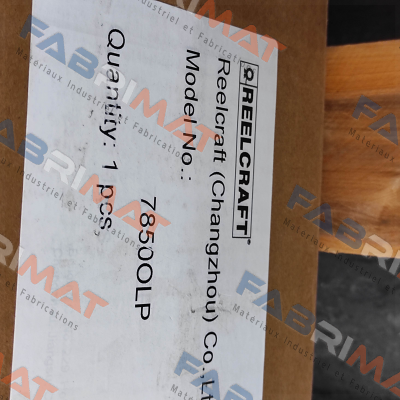 REELCRAFT®
Reelcraft (Changzhou) Co.,Lt
Model No.:
7850OLP
Quantity: 1 pcs
FABRIMAT
Matériaux Industriel et Fabrications